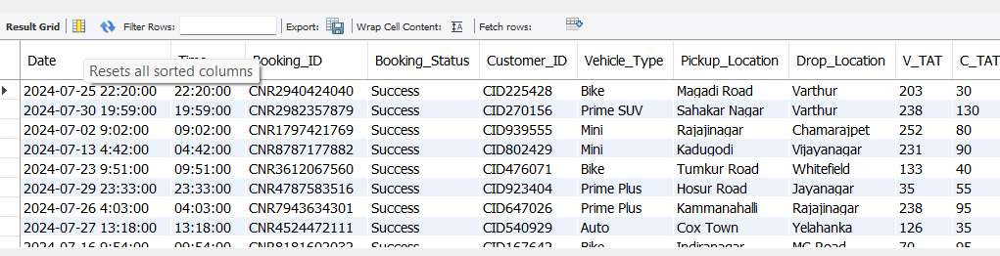 Result Grid Filter Rows: Export: Wrap Cell Content: Fetch rows:
Date Time Booking_ID Booking_Status Customer_ID Vehicle_Type Pickup_Location Drop_Location V_TAT C_TAT
Resets all sorted columns
2024-07-25 22:20:00 22:20:00 CNR2940424040 Success CID225428 Bike Magadi Road Varthur 203 30
2024-07-30 19:59:00 19:59:00 CNR2982357879 Success CID270156 Prime SUV Sahakar Nagar Varthur 238 130
2024-07-02 9:02:00 09:02:00 CNR1797421769 Success CID939555 Mini Rajajinagar Chamarajpet 252 80
2024-07-13 4:42:00 04:42:00 CNR8787177882 Success CID802429 Mini Kadugodi Vijayanagar 231 90
2024-07-23 9:51:00 09:51:00 CNR3612067560 Success CID476071 Bike Tumkur Road Whitefield 133 40
2024-07-29 23:33:00 23:33:00 CNR4787583516 Success CID923404 Prime Plus Hosur Road Jayanagar 35 55
2024-07-26 4:03:00 04:03:00 CNR7943634301 Success CID647026 Prime Plus Kammanahalli Rajajinagar 238 95
2024-07-27 13:18:00 13:18:00 CNR4524472111 Success CID540929 Auto Cox Town Yelahanka 126 35
2024-07-16 9:54:00 09:54:00 CNR8181602032 Success CID167642 Bike Indiranagar MG Road 70 95